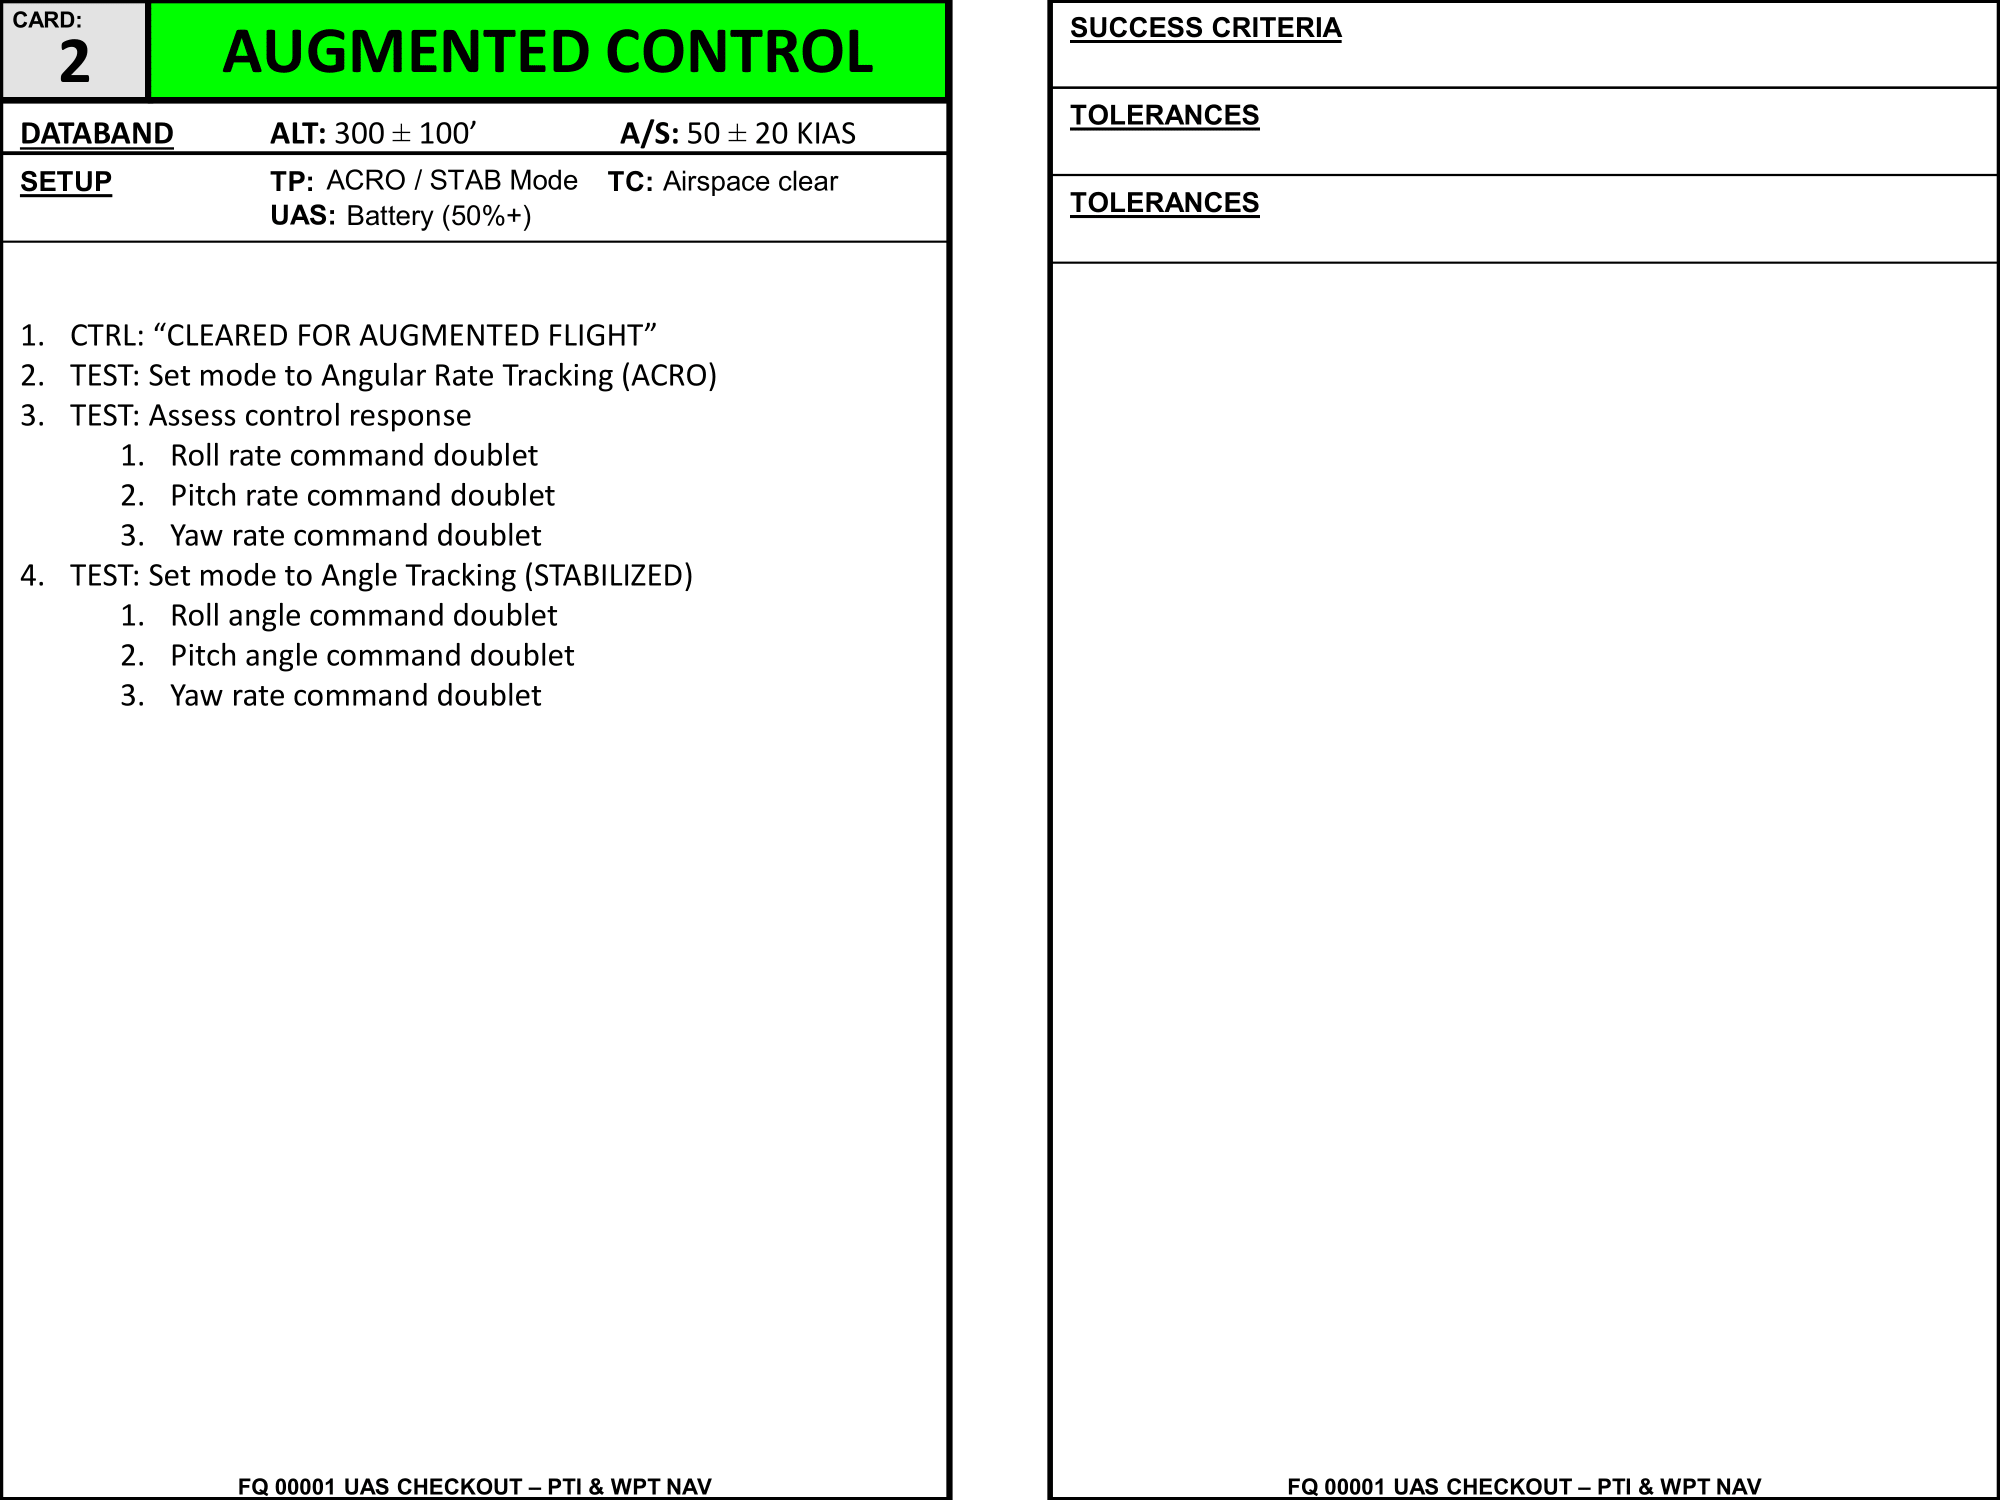 CARD:
2
AUGMENTED CONTROL
DATABAND ALT: 300 ± 100’ A/S: 50 ± 20 KIAS
SETUP TP: ACRO / STAB Mode TC: Airspace clear
UAS: Battery (50%+)
1. CTRL: “CLEARED FOR AUGMENTED FLIGHT”
2. TEST: Set mode to Angular Rate Tracking (ACRO)
3. TEST: Assess control response
1. Roll rate command doublet
2. Pitch rate command doublet
3. Yaw rate command doublet
4. TEST: Set mode to Angle Tracking (STABILIZED)
1. Roll angle command doublet
2. Pitch angle command doublet
3. Yaw rate command doublet
FQ 00001 UAS CHECKOUT – PTI & WPT NAV
SUCCESS CRITERIA
TOLERANCES
TOLERANCES
FQ 00001 UAS CHECKOUT – PTI & WPT NAV